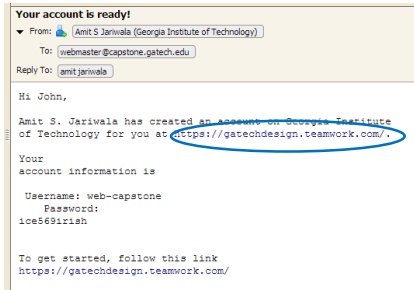 Your account is ready!
From: Amit S Jariwala (Georgia Institute of Technology)
To: webmaster@capstone.gatech.edu
Reply To: amit jariwala
Hi John,
Amit S. Jariwala has created an account on Georgia Institute
of Technology for you at https://gatechdesign.teamwork.com/.
Your
account information is
Username: web-capstone
Password:
ice569irish
To get started, follow this link
https://gatechdesign.teamwork.com/